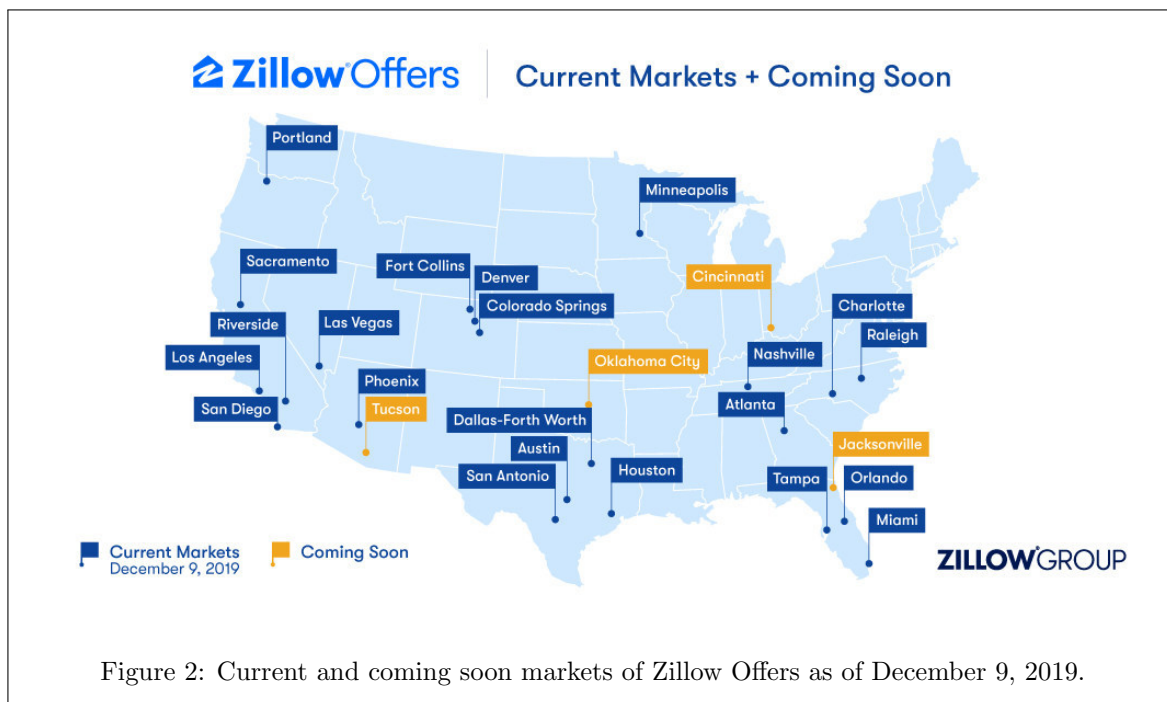 Zillow Offers
Current Markets + Coming Soon
Portland
Minneapolis
Sacramento
Fort Collins
Denver
Cincinnati
Colorado Springs
Charlotte
Riverside
Las Vegas
Raleigh
Los Angeles
Nashville
Oklahoma City
Phoenix
San Diego
Tucson
Atlanta
Dallas-Forth Worth
Austin
Jacksonville
San Antonio
Houston
Tampa
Orlando
Miami
Current Markets
December 9, 2019
Coming Soon
ZILLOW GROUP
Figure 2: Current and coming soon markets of Zillow Offers as of December 9, 2019.